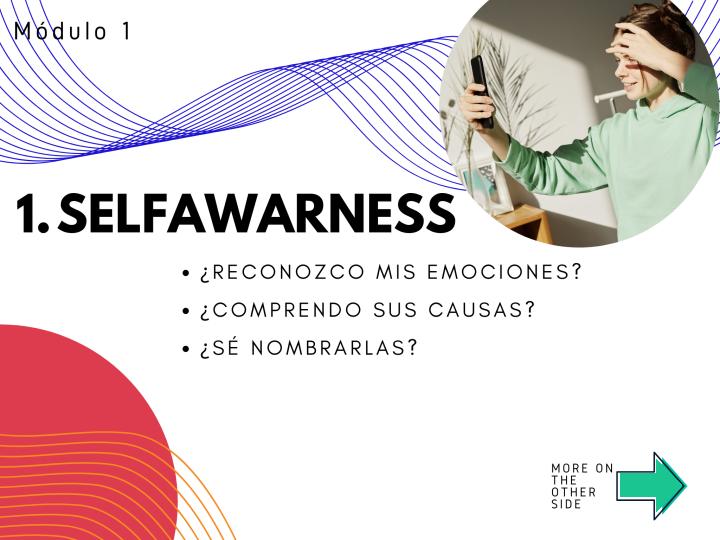 Módulo 1
1. SELFAWARNESS
• ¿RECONOZCO MIS EMOCIONES?
• ¿COMPRENDO SUS CAUSAS?
• ¿SÉ NOMBRARLAS?
MORE ON
THE
OTHER
SIDE